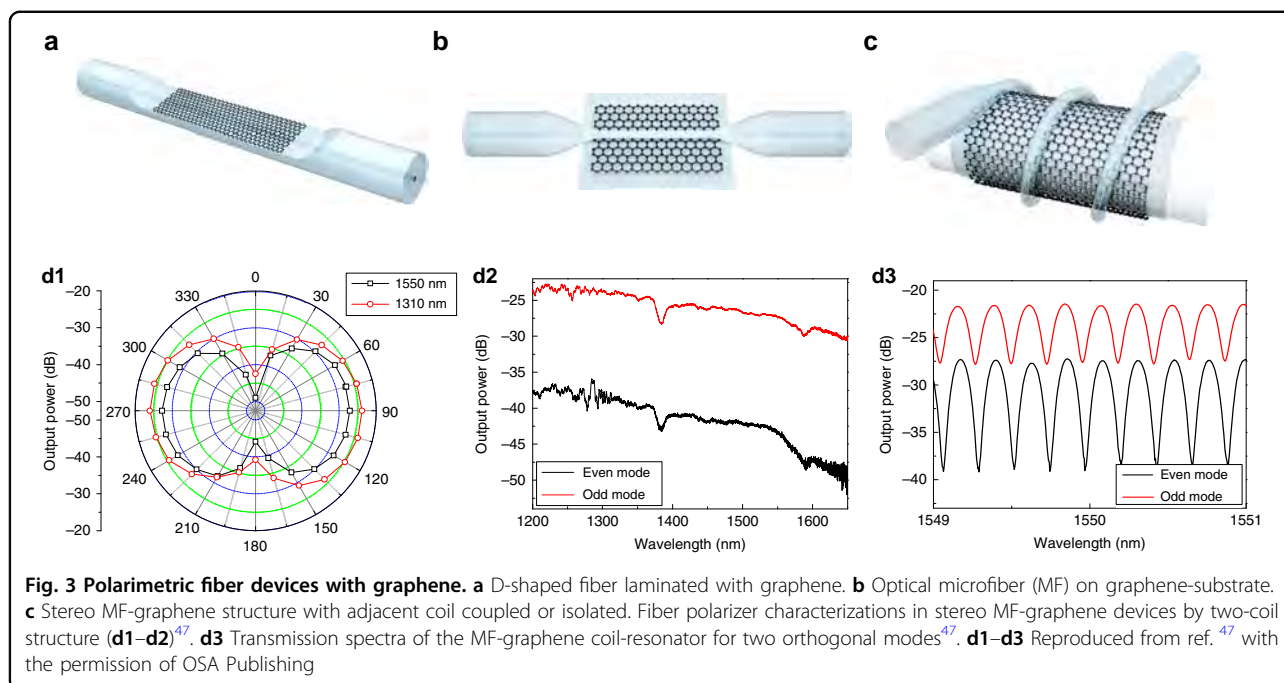 a
b
c
d1
0
330
30
300
60
270
90
240
120
210
150
180
–20
–30
–40
–50
–50
–40
–30
–20
Output power (dB)
1550 nm
1310 nm
d2
–25
–30
–35
–40
–45
–50
Output power (dB)
Even mode
Odd mode
1200
1300
1400
1500
1600
Wavelength (nm)
d3
–20
–25
–30
–35
–40
Output power (dB)
Even mode
Odd mode
1549
1550
1551
Wavelength (nm)
Fig. 3 Polarimetric fiber devices with graphene. a D-shaped fiber laminated with graphene. b Optical microfiber (MF) on graphene-substrate.
c Stereo MF-graphene structure with adjacent coil coupled or isolated. Fiber polarizer characterizations in stereo MF-graphene devices by two-coil
structure (d1–d2)47. d3 Transmission spectra of the MF-graphene coil-resonator for two orthogonal modes47. d1–d3 Reproduced from ref. 47 with
the permission of OSA Publishing